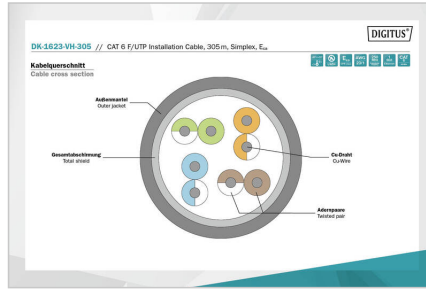 DIGITUS®
DK-1623-VH-305 // CAT 6 F/UTP Installation Cable, 305 m, Simplex, Eca
Kabelquerschnitt
Cable cross section
Außenmantel
Outer jacket
Gesamtabschirmung
Total shield
Cu-Draht
Cu-Wire
Adernpaare
Twisted pair